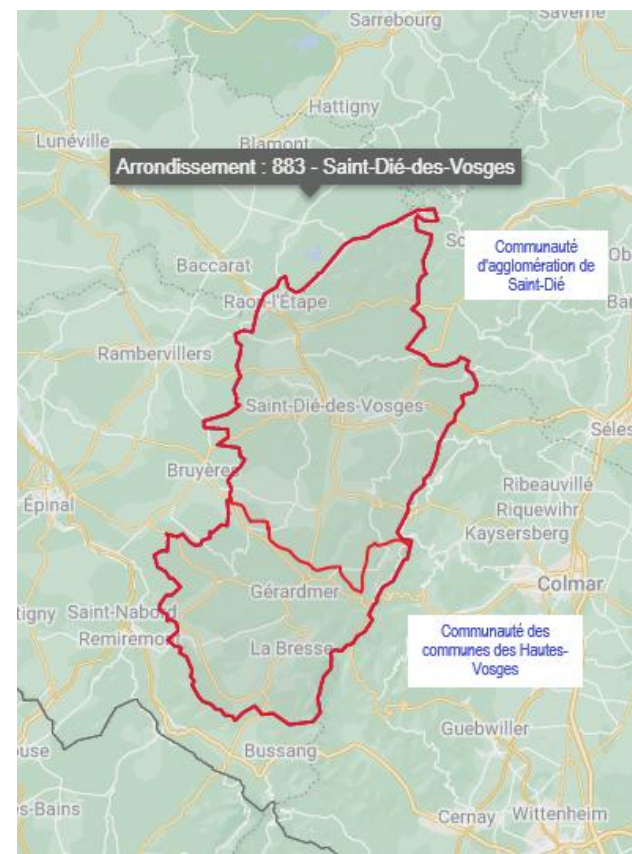 Sarrebourg
Saverne
Hattigny
Lunéville
Blamont
Arrondissement : 883 - Saint-Dié-des-Vosges
Communauté
d'agglomération de
Saint-Dié
Baccarat
Raon-l'Étape
Rambervillers
Saint-Dié-des-Vosges
Bruyères
Épinal
Ribeauvillé
Riquewihr
Kaysersberg
Colmar
Gérardmer
Saint-Nabord
Remiremont
La Bresse
Communauté des
communes des Hautes-
Vosges
Guebwiller
Bussang
Cernay
Wittenheim